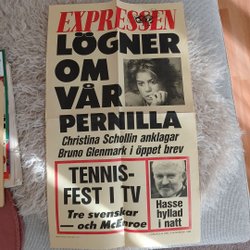 EXPRESSEN
LÖGNER
OM
VÅR
PERNILLA
Christina Schollin anklagar
Bruno Glenmark i öppet brev
TENNIS-
FEST I TV
Tre svenskar
— och McEnroe
Hasse
hyllad
i natt